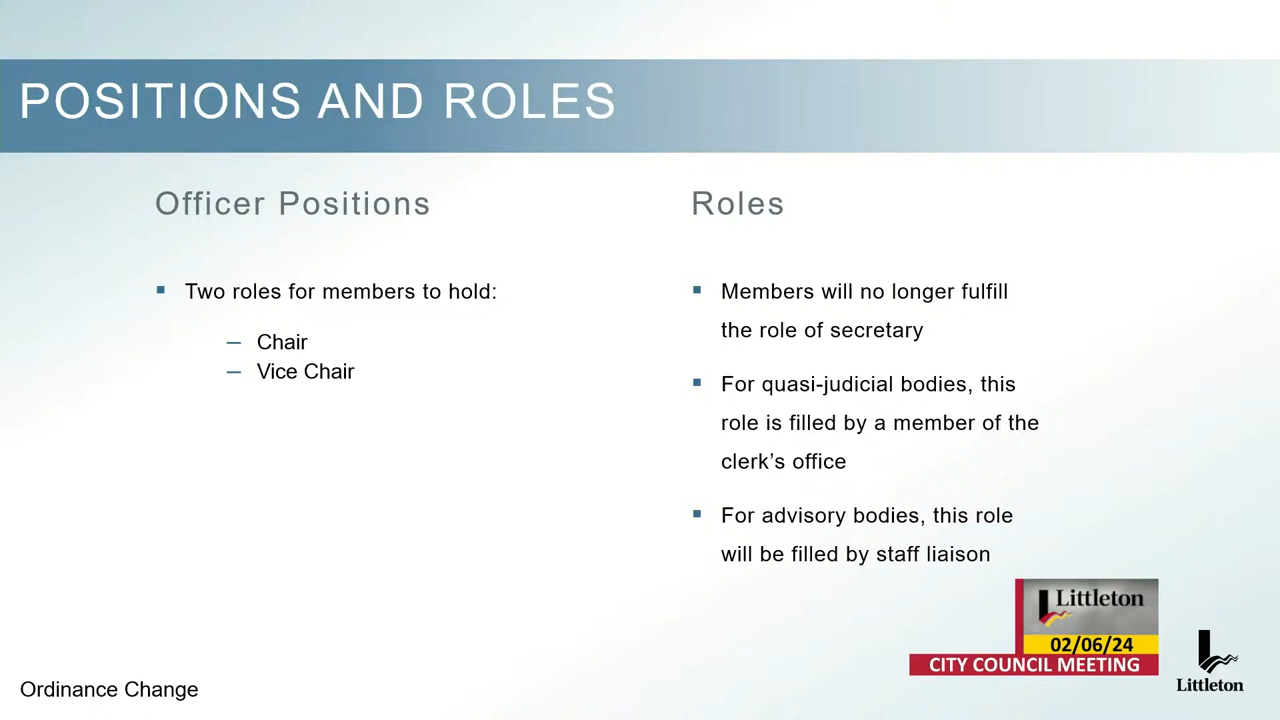 POSITIONS AND ROLES
Officer Positions
Two roles for members to hold:
– Chair
– Vice Chair
Roles
Members will no longer fulfill
the role of secretary
For quasi-judicial bodies, this
role is filled by a member of the
clerk’s office
For advisory bodies, this role
will be filled by staff liaison
Littleton
02/06/24
CITY COUNCIL MEETING
Littleton
Ordinance Change